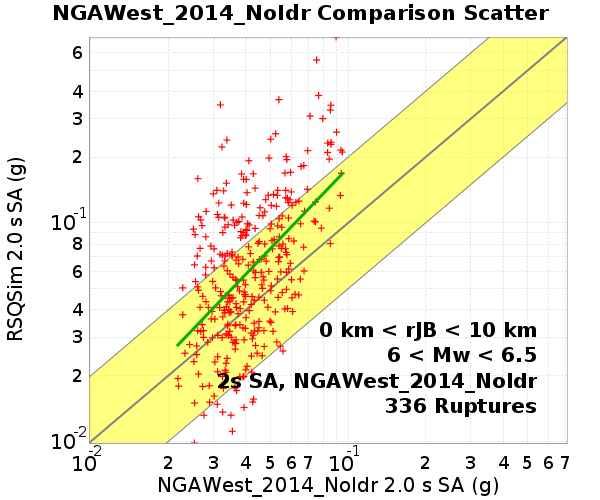 NGAWest_2014_NoIdr Comparison Scatter
RSQSim 2.0 s SA (g)
6
4
3
2
10-1
8
6
4
3
2
10-2
0 km < rJB < 10 km
6 < Mw < 6.5
2s SA, NGAWest_2014_NoIdr
336 Ruptures
10-2 2 3 4 5 6 7 10-1 2 3 4 5 6 7
NGAWest_2014_NoIdr 2.0 s SA (g)